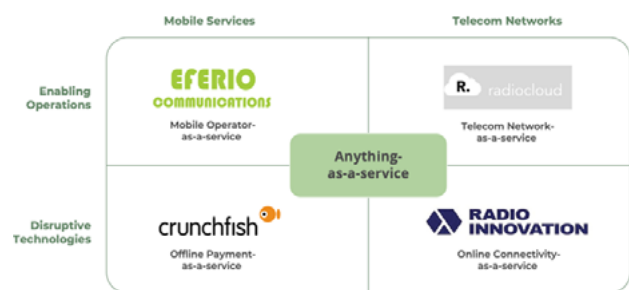 Mobile Services
Telecom Networks
Enabling
Operations
EFERIO
COMMUNICATIONS
Mobile Operator-
as-a-service
R. radiocloud
Telecom Network-
as-a-service
Anything-
as-a-service
Disruptive
Technologies
crunchfish
Offline Payment-
as-a-service
RADIO
INNOVATION
Online Connectivity-
as-a-service